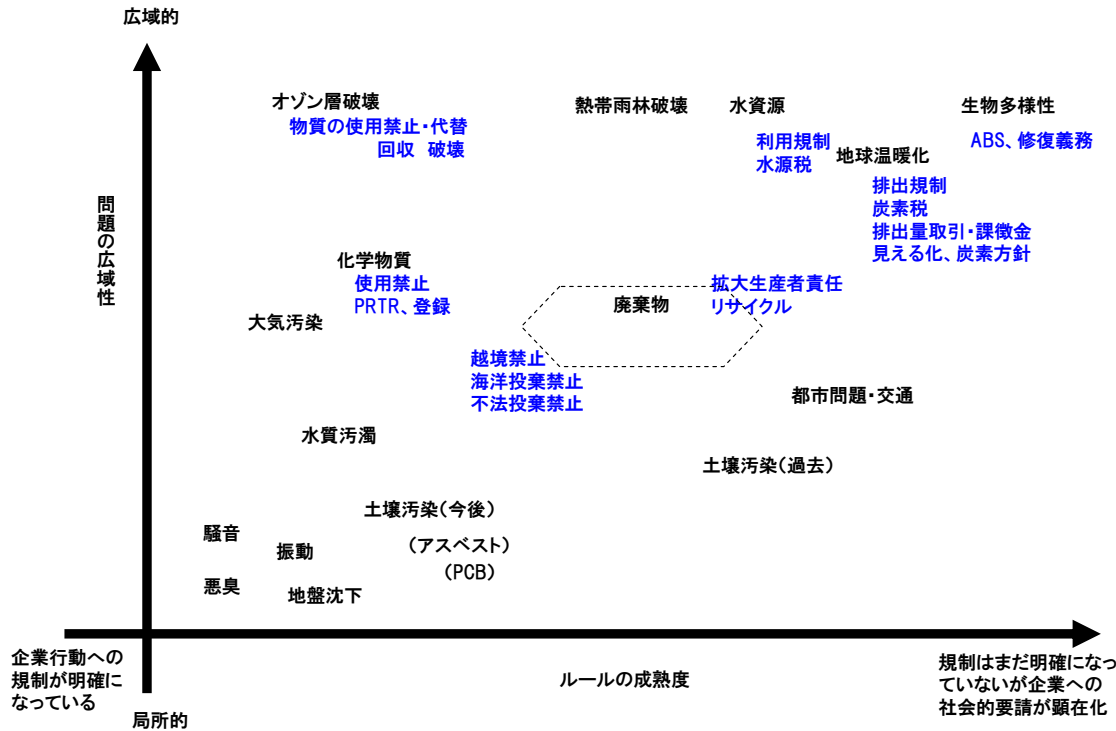 広域的
オゾン層破壊
物質の使用禁止・代替
回収 破壊
熱帯雨林破壊
水資源
利用規制
水源税
生物多様性
ABS、修復義務
地球温暖化
排出規制
炭素税
排出量取引・課徴金
見える化、炭素方針
問題の広域性
化学物質
使用禁止
PRTR、登録
大気汚染
廃棄物
拡大生産者責任
リサイクル
越境禁止
海洋投棄禁止
不法投棄禁止
都市問題・交通
水質汚濁
土壌汚染(過去)
土壌汚染(今後)
騒音
振動
(アスベスト)
(PCB)
悪臭
地盤沈下
企業行動への
規制が明確に
なっている
局所的
ルールの成熟度
規制はまだ明確になっ
ていないが企業への
社会的要請が顕在化